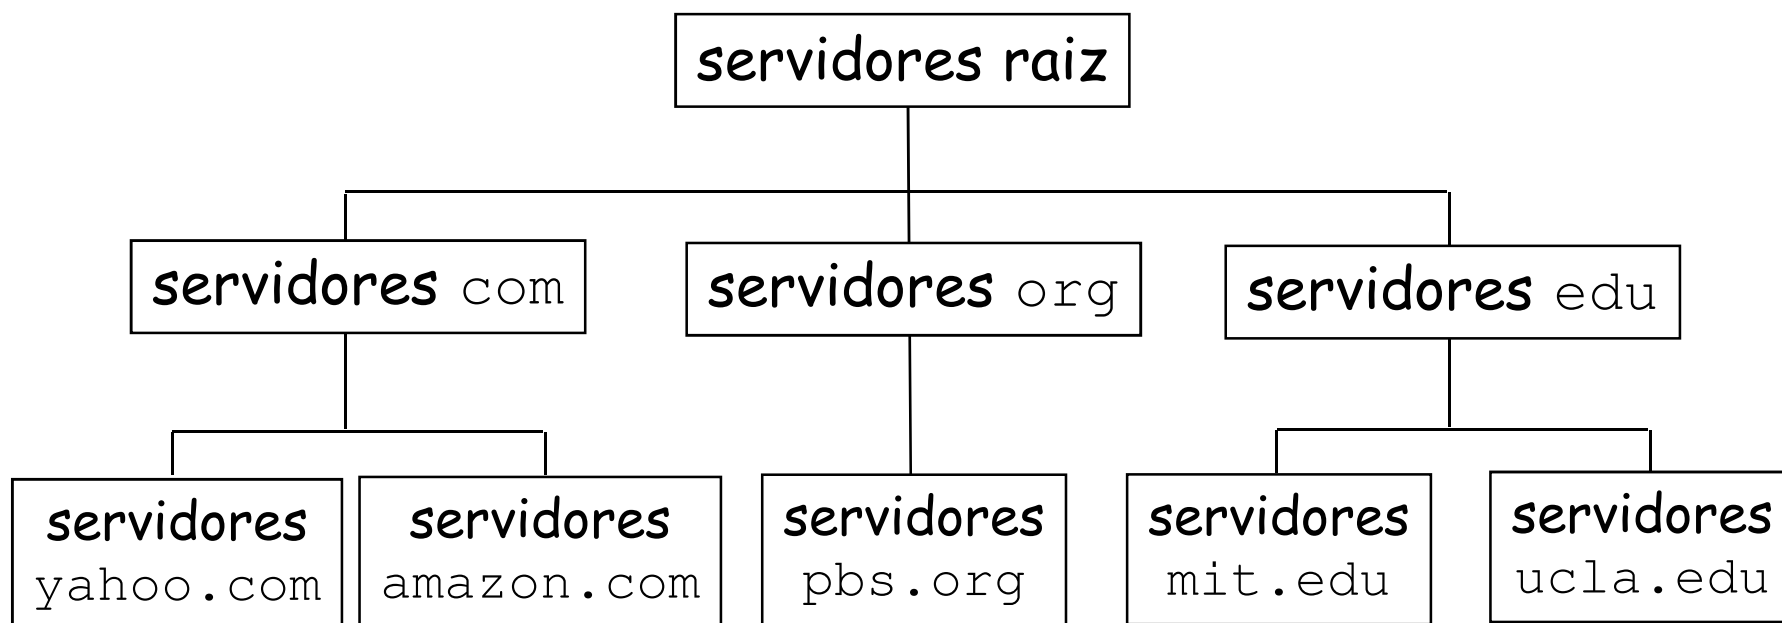 servidores raiz
servidores com
servidores org
servidores edu
servidores
yahoo.com
servidores
amazon.com
servidores
pbs.org
servidores
mit.edu
servidores
ucla.edu